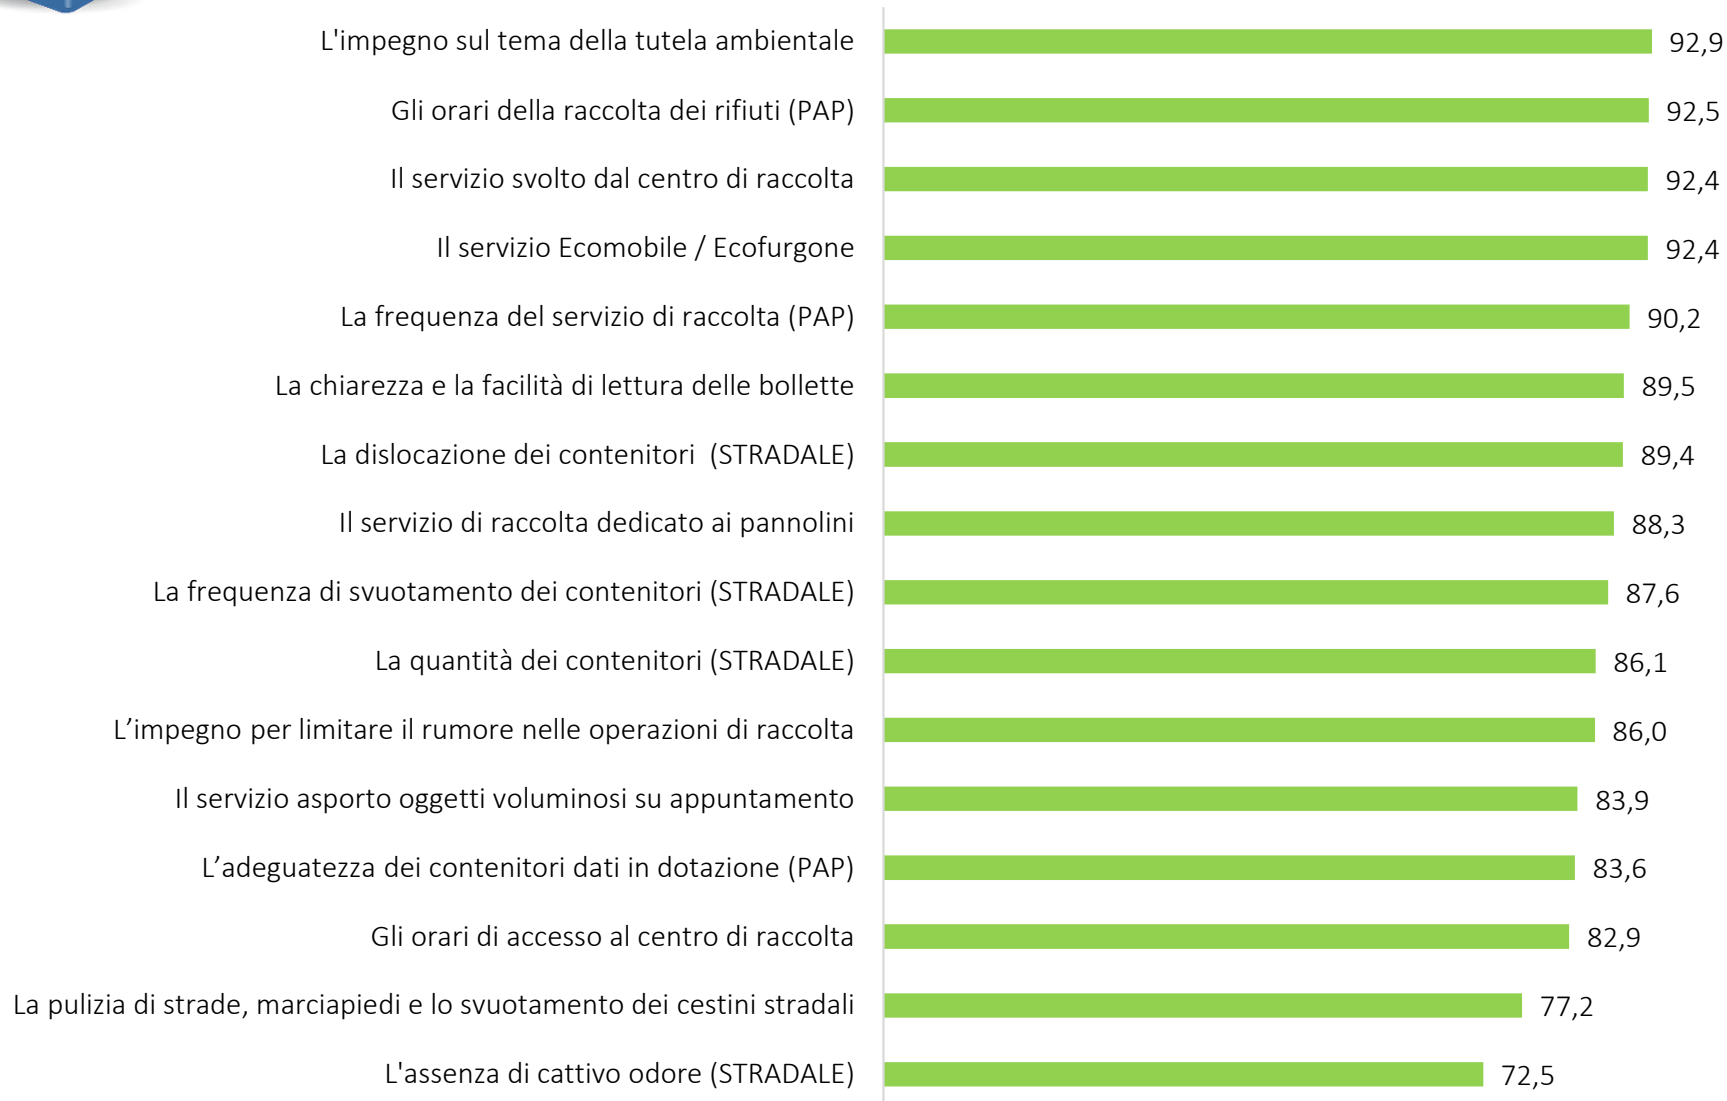 L'impegno sul tema della tutela ambientale 92,9
Gli orari della raccolta dei rifiuti (PAP) 92,5
Il servizio svolto dal centro di raccolta 92,4
Il servizio Ecomobile / Ecofurgone 92,4
La frequenza del servizio di raccolta (PAP) 90,2
La chiarezza e la facilità di lettura delle bollette 89,5
La dislocazione dei contenitori (STRADALE) 89,4
Il servizio di raccolta dedicato ai pannolini 88,3
La frequenza di svuotamento dei contenitori (STRADALE) 87,6
La quantità dei contenitori (STRADALE) 86,1
L’impegno per limitare il rumore nelle operazioni di raccolta 86,0
Il servizio asporto oggetti voluminosi su appuntamento 83,9
L’adeguatezza dei contenitori dati in dotazione (PAP) 83,6
Gli orari di accesso al centro di raccolta 82,9
La pulizia di strade, marciapiedi e lo svuotamento dei cestini stradali 77,2
L'assenza di cattivo odore (STRADALE) 72,5